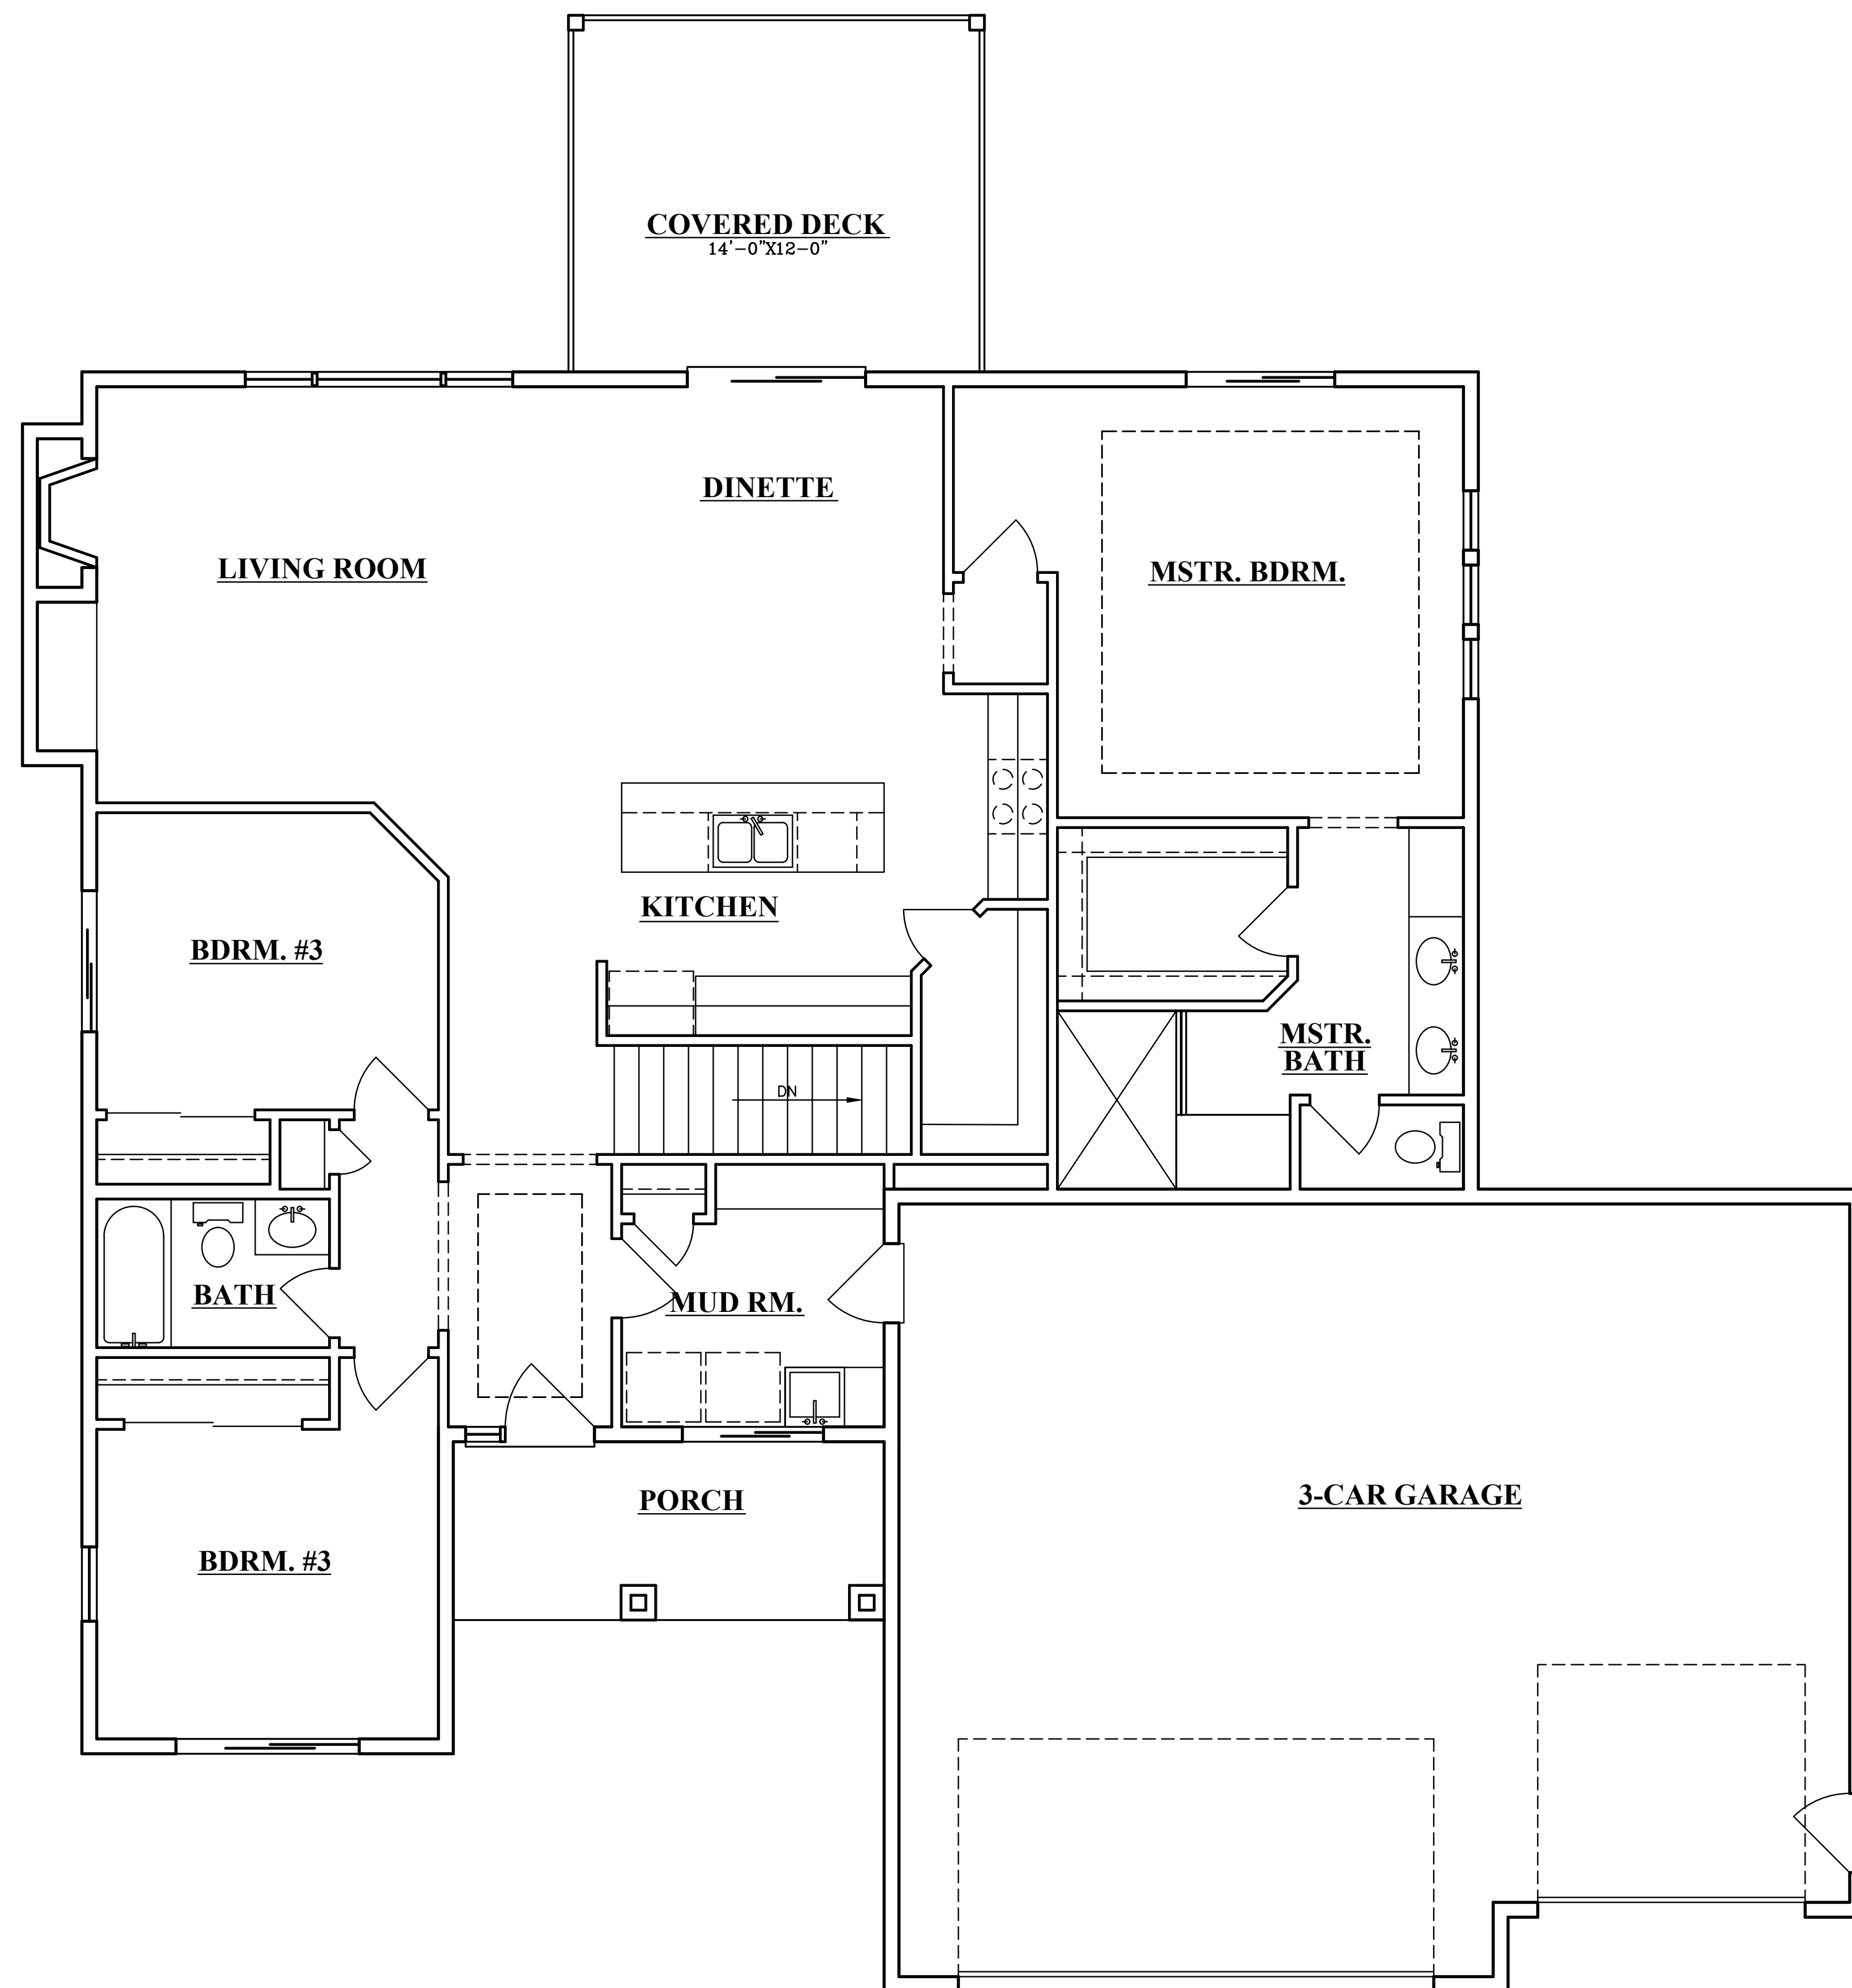 COVERED DECK
14'-0"X12-0"
DINETTE
LIVING ROOM
MSTR. BDRM.
KITCHEN
BDRM. #3
MSTR.
BATH
DN
BATH
MUD RM.
PORCH
3-CAR GARAGE
BDRM. #3